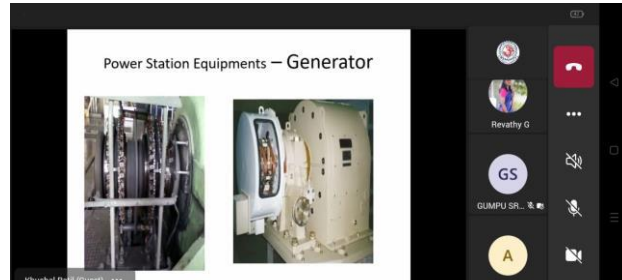 Power Station Equipments – Generator
Revathy G
GS
GUMPU SR...
A